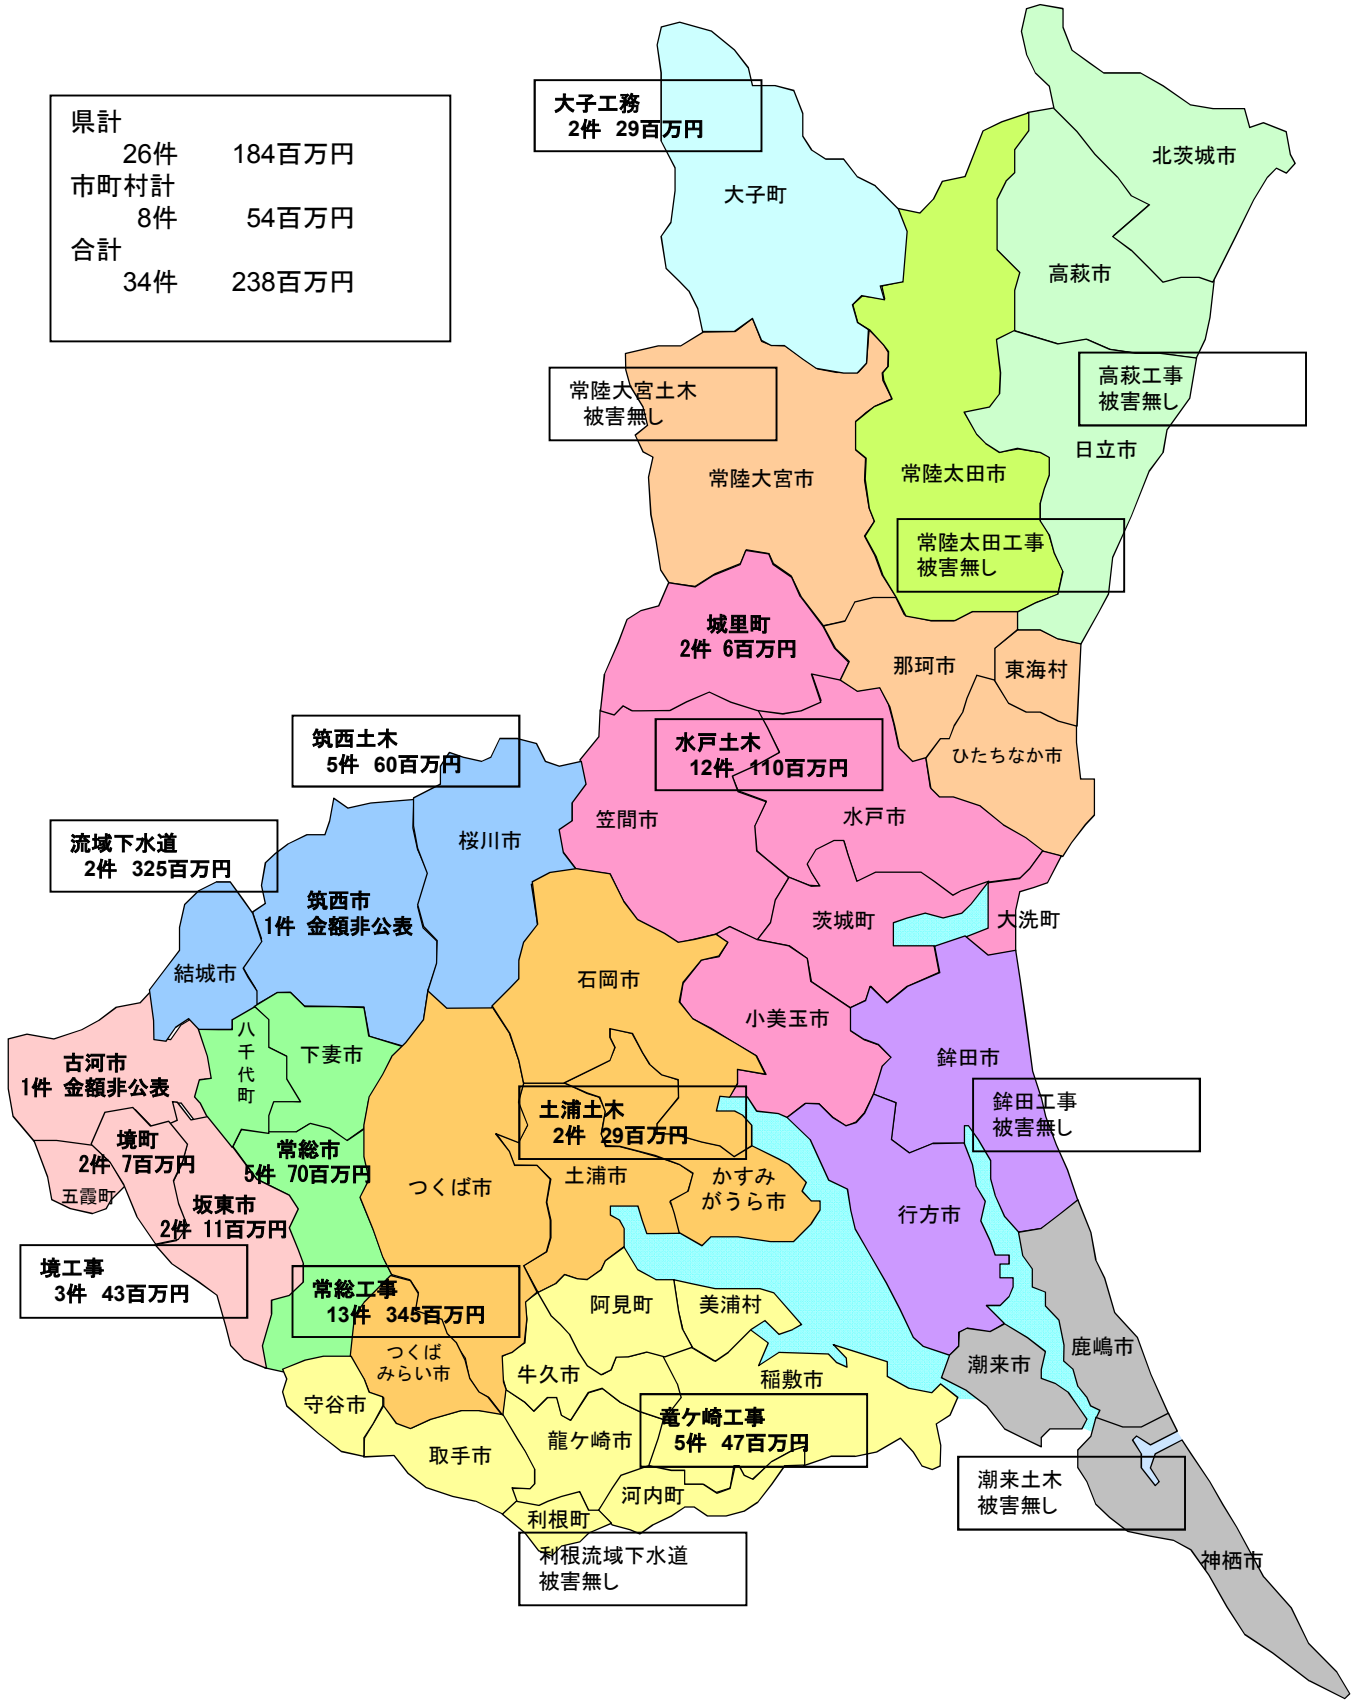 県計
26件 184百万円
市町村計
8件 54百万円
合計
34件 238百万円
大子工務
2件 29百万円
大子町
北茨城市
高萩市
高萩工事
被害無し
日立市
常陸大宮土木
被害無し
常陸大宮市
常陸太田市
常陸太田工事
被害無し
城里町
2件 6百万円
那珂市
東海村
ひたちなか市
筑西土木
5件 60百万円
水戸土木
12件 110百万円
笠間市
水戸市
桜川市
流域下水道
2件 325百万円
筑西市
1件 金額非公表
茨城町
大洗町
結城市
石岡市
小美玉市
鉾田市
八千代町
下妻市
古河市
1件 金額非公表
鉾田工事
被害無し
土浦土木
2件 29百万円
境町
2件 7百万円
常総市
5件 70百万円
五霞町
坂東市
2件 11百万円
つくば市
土浦市
かすみ
がうら市
行方市
境工事
3件 43百万円
常総工事
13件 345百万円
阿見町
美浦村
つくば
みらい市
牛久市
稲敷市
潮来市
鹿嶋市
守谷市
取手市
龍ケ崎市
竜ケ崎工事
5件 47百万円
河内町
利根町
潮来土木
被害無し
利根流域下水道
被害無し
神栖市